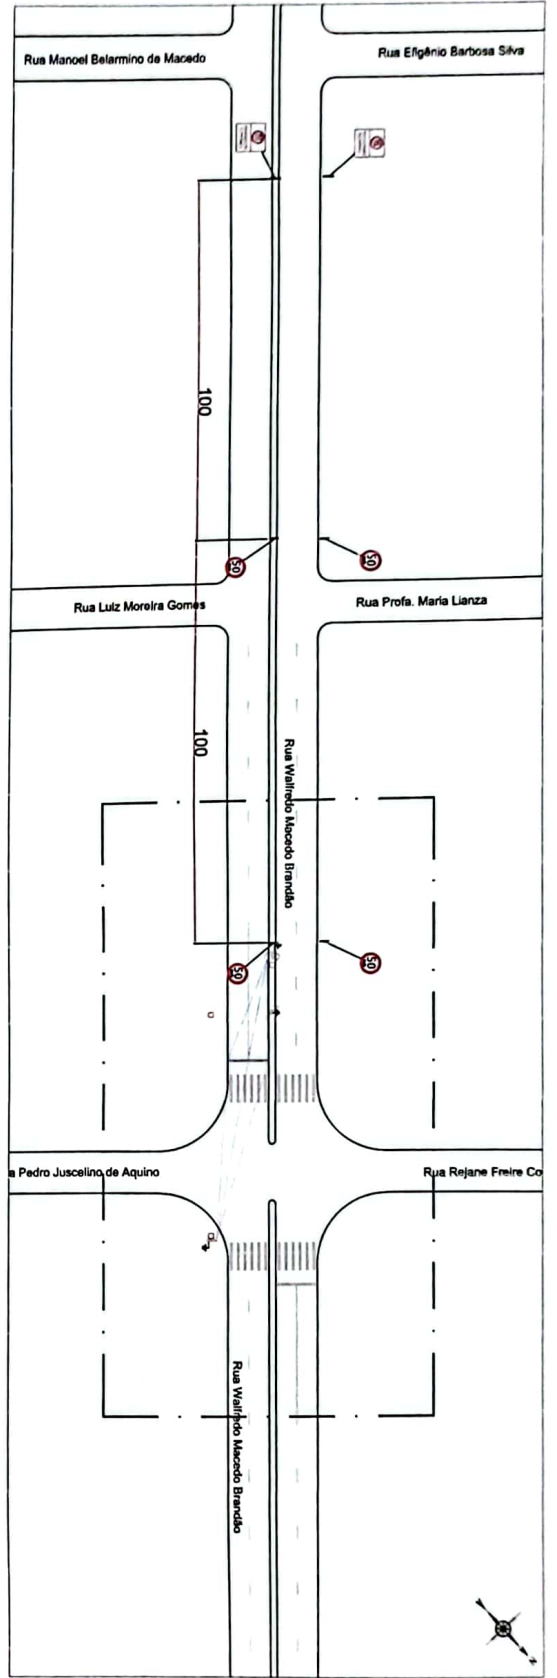 Rua Manoel Belarmino de Macedo
Rua Efigênio Barbosa Silva
100
50
50
Rua Luiz Moreira Gomes
Rua Profa. Maria Lianza
100
Rua Walfredo Macedo Brandão
50
50
a Pedro Juscelino de Aquino
Rua Rejane Freire Co
Rua Walfredo Macedo Brandão
N